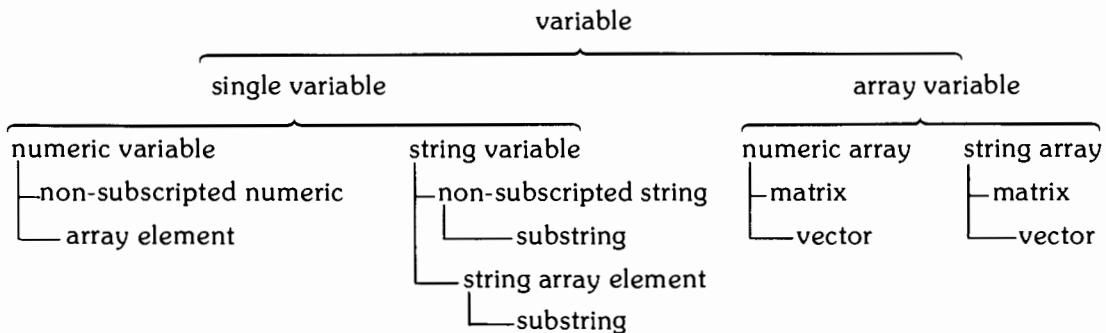 variable
single variable array variable
numeric variable string variable numeric array string array
non-subscripted numeric non-subscripted string matrix matrix
array element substring vector vector
string array element
substring